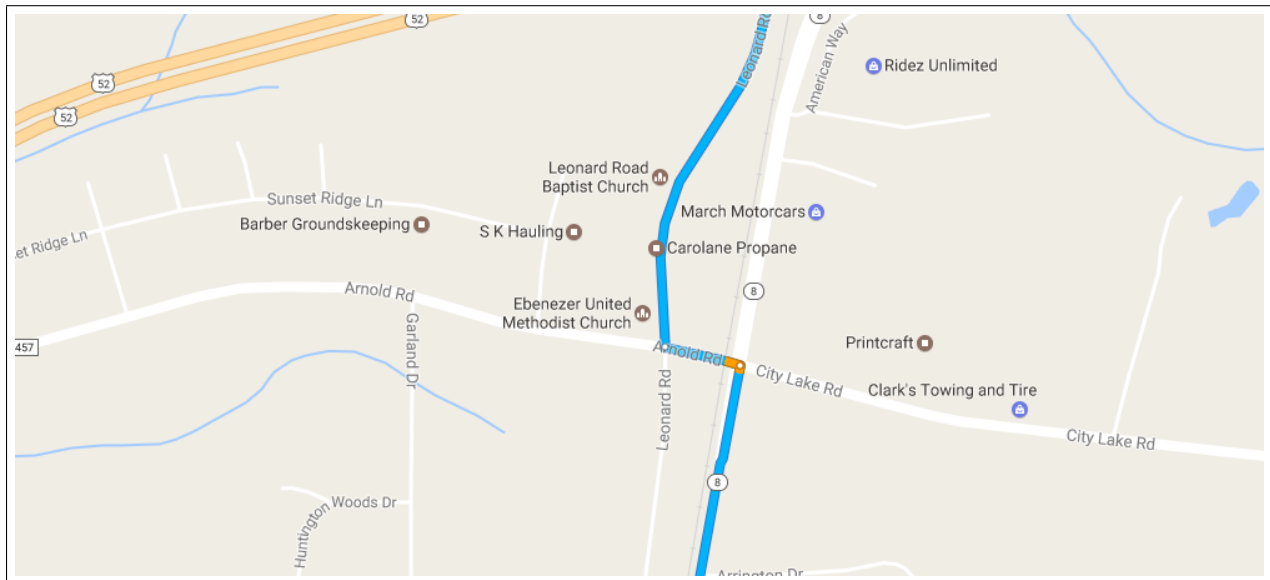 52
8
Leonard Rd
American Way
Ridez Unlimited
52
52
Leonard Road
Baptist Church
Sunset Ridge Ln
March Motorcars
Barber Groundskeeping
S K Hauling
Carolane Propane
set Ridge Ln
Arnold Rd
8
Ebenezer United
Methodist Church
Garland Dr
457
Arnold Rd
Printcraft
City Lake Rd
Clark's Towing and Tire
Leonard Rd
City Lake Rd
8
Woods Dr
Huntington
Arrington Dr